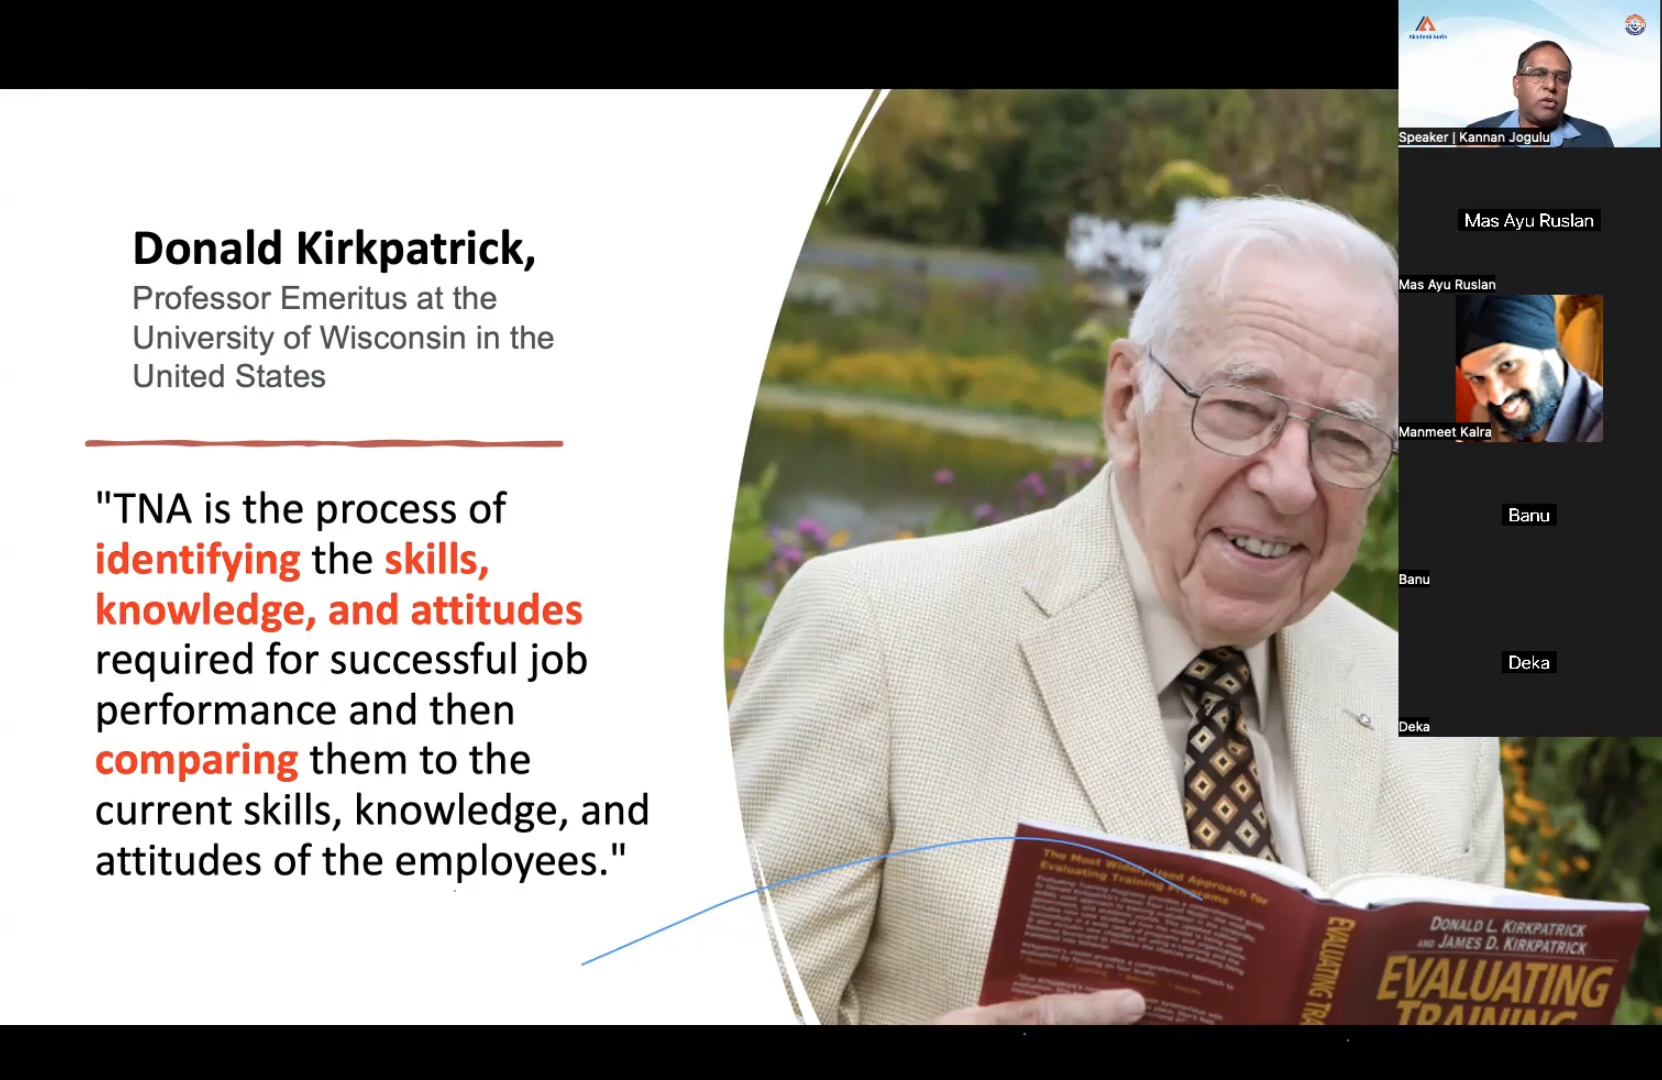 Donald Kirkpatrick,
Professor Emeritus at the
University of Wisconsin in the
United States
"TNA is the process of
identifying the skills,
knowledge, and attitudes
required for successful job
performance and then
comparing them to the
current skills, knowledge, and
attitudes of the employees."
The Most Widely Used Approach for
Evaluating Training Programs
EVALUATING TRA
DONALD L. KIRKPATRICK
AND JAMES D. KIRKPATRICK
EVALUATING
TRAINING
Speaker | Kannan Jogulu
Mas Ayu Ruslan
Mas Ayu Ruslan
Manmeet Kalra
Banu
Banu
Deka
Deka